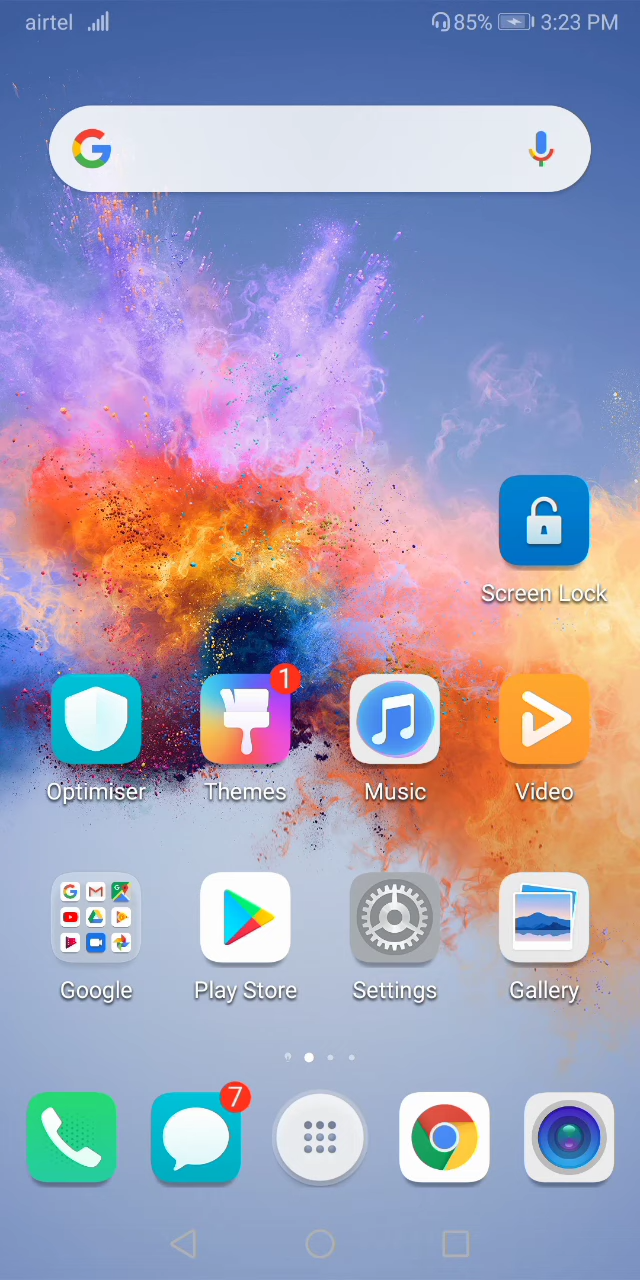 airtel 85% 3:23 PM
Screen Lock
1
Optimiser Themes Music Video
Google Play Store Settings Gallery
7